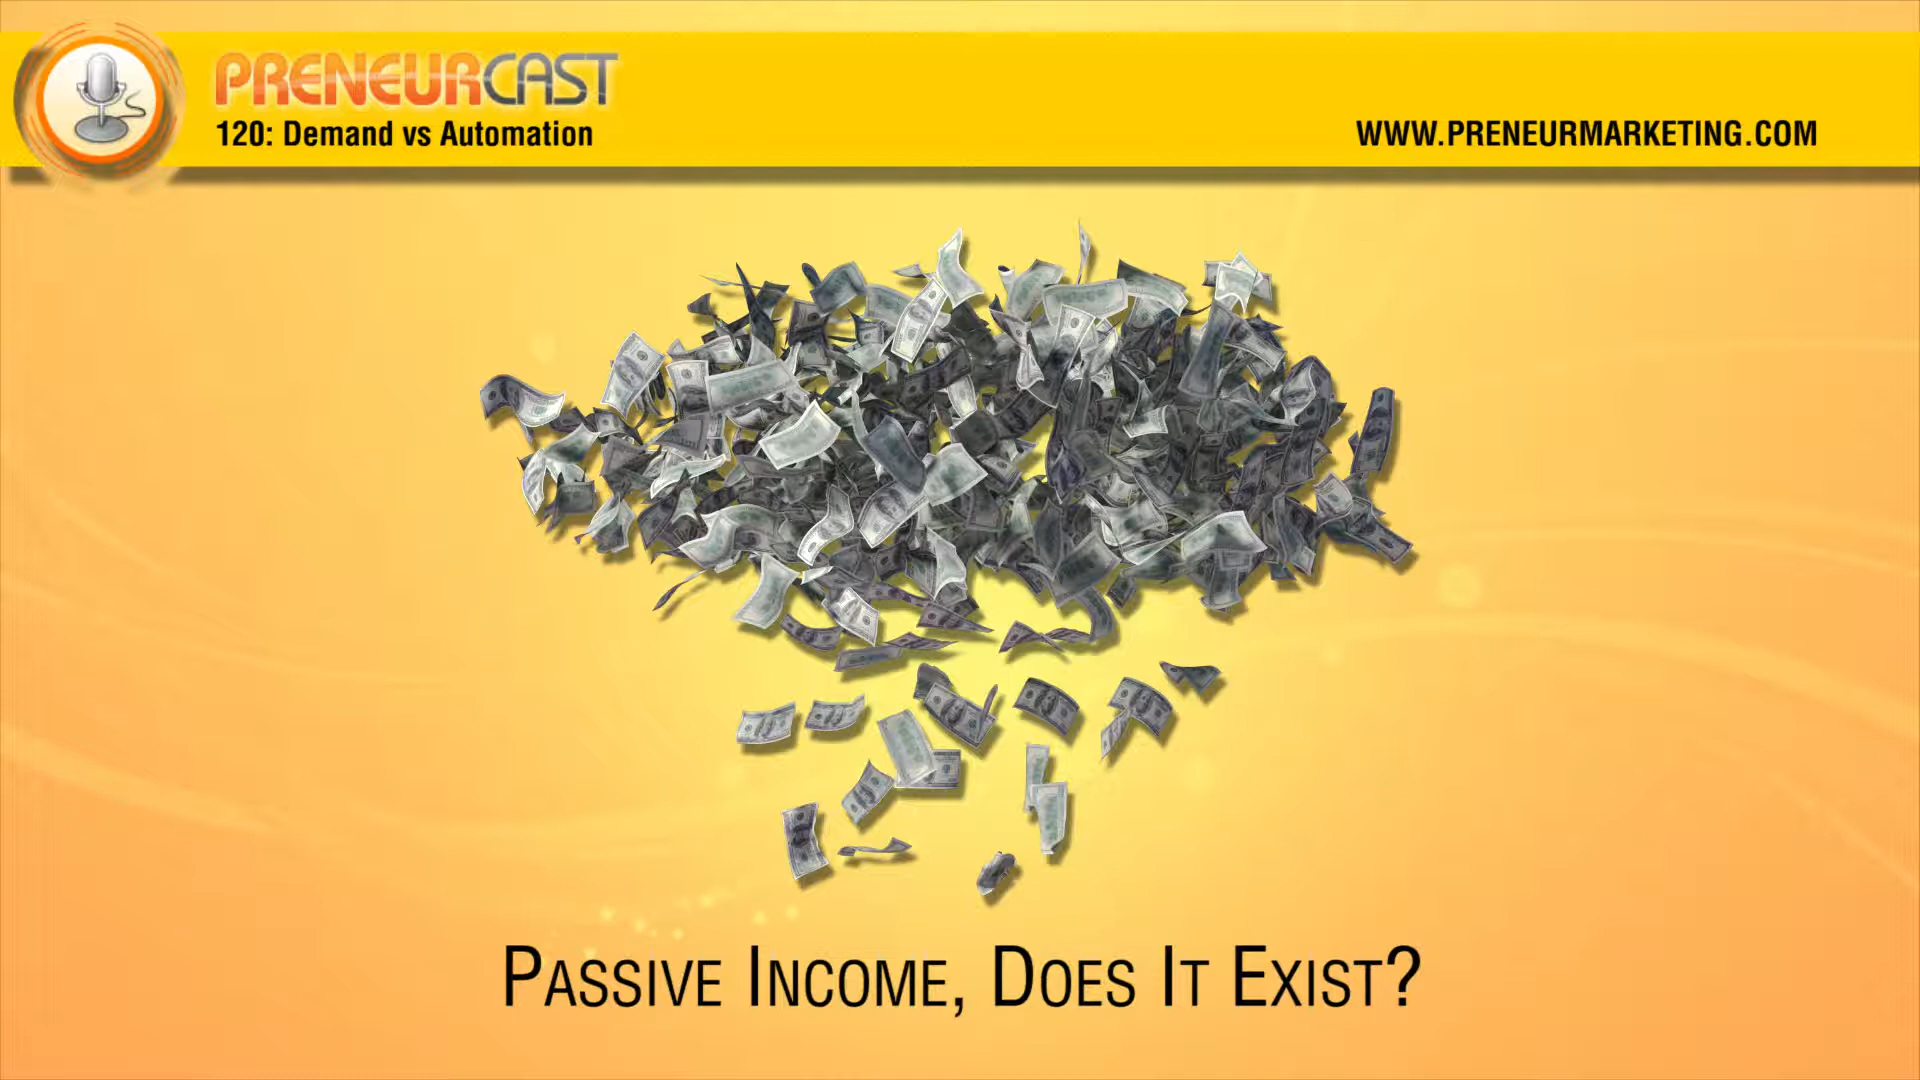 PRENEURCAST
120: Demand vs Automation
WWW.PRENEURMARKETING.COM
PASSIVE INCOME, DOES IT EXIST?